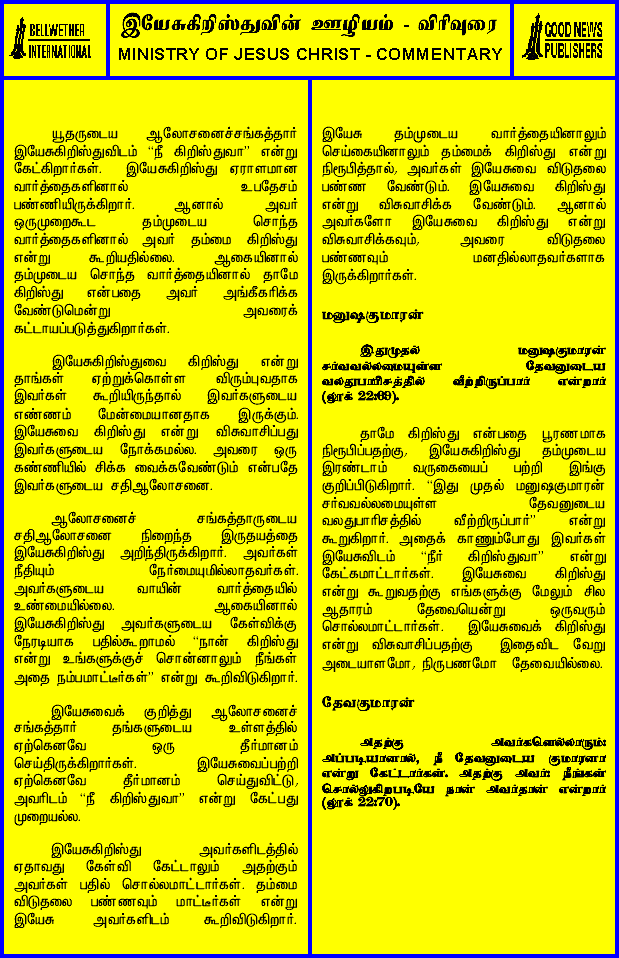 BELLWETHER
INTERNATIONAL
இயேசுகிறிஸ்துவின் ஊழியம் - விரிவுரை
MINISTRY OF JESUS CHRIST - COMMENTARY
GOOD NEWS
PUBLISHERS
யூதருடைய ஆலோசனைச்சங்கத்தார்
இயேசுகிறிஸ்துவிடம் “நீ கிறிஸ்துவா” என்று
கேட்கிறார்கள். இயேசுகிறிஸ்து ஏராளமான
வார்த்தைகளினால் உபதேசம்
பண்ணியிருக்கிறார். ஆனால் அவர்
ஒருமுறைகூட தம்முடைய சொந்த
வார்த்தைகளினால் அவர் தம்மை கிறிஸ்து
என்று கூறியதில்லை. ஆகையினால்
தம்முடைய சொந்த வார்த்தையினால் தாமே
கிறிஸ்து என்பதை அவர் அங்கீகரிக்க
வேண்டுமென்று அவரைக்
கட்டாயப்படுத்துகிறார்கள்.
இயேசுகிறிஸ்துவை கிறிஸ்து என்று
தாங்கள் ஏற்றுக்கொள்ள விரும்புவதாக
இவர்கள் கூறியிருந்தால் இவர்களுடைய
எண்ணம் மேன்மையானதாக இருக்கும்.
இயேசுவை கிறிஸ்து என்று விசுவாசிப்பது
இவர்களுடைய நோக்கமல்ல. அவரை ஒரு
கண்ணியில் சிக்க வைக்கவேண்டும் என்பதே
இவர்களுடைய சதிஆலோசனை.
ஆலோசனைச் சங்கத்தாருடைய
சதிஆலோசனை நிறைந்த இருதயத்தை
இயேசுகிறிஸ்து அறிந்திருக்கிறார். அவர்கள்
நீதியும் நேர்மையுமில்லாதவர்கள்.
அவர்களுடைய வாயின் வார்த்தையில்
உண்மையில்லை. ஆகையினால்
இயேசுகிறிஸ்து அவர்களுடைய கேள்விக்கு
நேரடியாக பதில்கூறாமல் “நான் கிறிஸ்து
என்று உங்களுக்குச் சொன்னாலும் நீங்கள்
அதை நம்பமாட்டீர்கள்” என்று கூறிவிடுகிறார்.
இயேசுவைக் குறித்து ஆலோசனைச்
சங்கத்தார் தங்களுடைய உள்ளத்தில்
ஏற்கெனவே ஒரு தீர்மானம்
செய்திருக்கிறார்கள். இயேசுவைப்பற்றி
ஏற்கெனவே தீர்மானம் செய்துவிட்டு,
அவரிடம் “நீ கிறிஸ்துவா” என்று கேட்பது
முறையல்ல.
இயேசுகிறிஸ்து அவர்களிடத்தில்
ஏதாவது கேள்வி கேட்டாலும் அதற்கும்
அவர்கள் பதில் சொல்லமாட்டார்கள். தம்மை
விடுதலை பண்ணவும் மாட்டீர்கள் என்று
இயேசு அவர்களிடம் கூறிவிடுகிறார்.
இயேசு தம்முடைய வார்த்தையினாலும்
செய்கையினாலும் தம்மைக் கிறிஸ்து என்று
நிரூபித்தால், அவர்கள் இயேசுவை விடுதலை
பண்ண வேண்டும். இயேசுவை கிறிஸ்து
என்று விசுவாசிக்க வேண்டும். ஆனால்
அவர்களோ இயேசுவை கிறிஸ்து என்று
விசுவாசிக்கவும், அவரை விடுதலை
பண்ணவும் மனதில்லாதவர்களாக
இருக்கிறார்கள்.
மனுஷகுமாரன்
இதுமுதல் மனுஷகுமாரன்
சர்வவல்லமையுள்ள தேவனுடைய
வலதுபாரிசத்தில் வீற்றிருப்பார் என்றார்
(லூக் 22:69).
தாமே கிறிஸ்து என்பதை பூரணமாக
நிரூபிப்பதற்கு, இயேசுகிறிஸ்து தம்முடைய
இரண்டாம் வருகையைப் பற்றி இங்கு
குறிப்பிடுகிறார். “இது முதல் மனுஷகுமாரன்
சர்வவல்லமையுள்ள தேவனுடைய
வலதுபாரிசத்தில் வீற்றிருப்பார்” என்று
கூறுகிறார். அதைக் காணும்போது இவர்கள்
இயேசுவிடம் “நீர் கிறிஸ்துவா” என்று
கேட்கமாட்டார்கள். இயேசுவை கிறிஸ்து
என்று கூறுவதற்கு எங்களுக்கு மேலும் சில
ஆதாரம் தேவையென்று ஒருவரும்
சொல்லமாட்டார்கள். இயேசுவைக் கிறிஸ்து
என்று விசுவாசிப்பதற்கு இதைவிட வேறு
அடையாளமோ, நிருபணமோ தேவையில்லை.
தேவகுமாரன்
அதற்கு அவர்களெல்லாரும்:
அப்படியானால், நீ தேவனுடைய குமாரனா
என்று கேட்டார்கள். அதற்கு அவர்: நீங்கள்
சொல்லுகிறபடியே நான் அவர்தான் என்றார்
(லூக் 22:70).